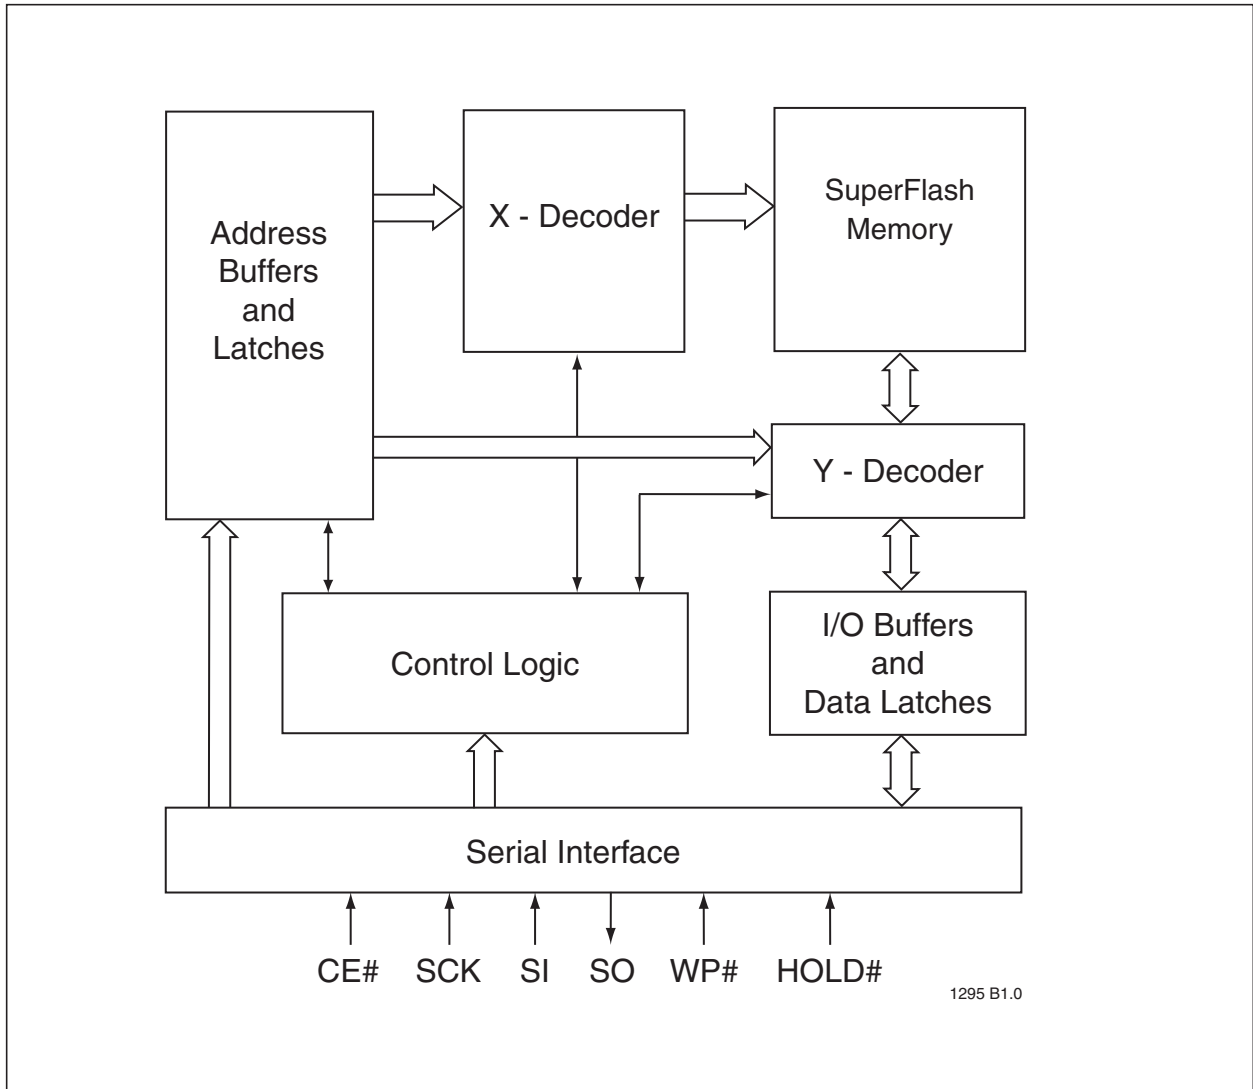 Address
Buffers
and
Latches
X - Decoder
SuperFlash
Memory
Y - Decoder
Control Logic
I/O Buffers
and
Data Latches
Serial Interface
CE# SCK SI SO WP# HOLD#
1295 B1.0